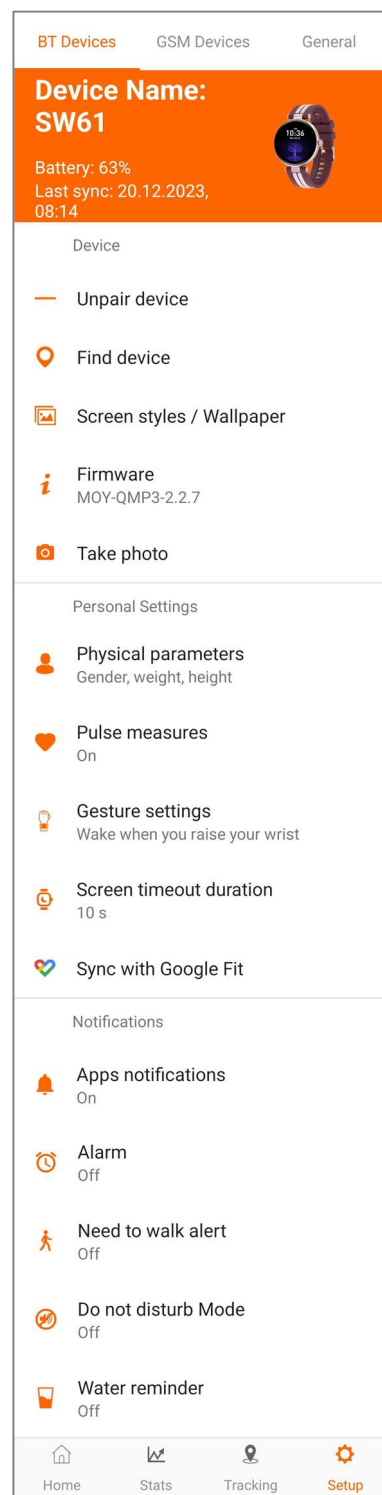 BT Devices GSM Devices General
Device Name:
SW61
10:36
Battery: 63%
Last sync: 20.12.2023,
08:14
Device
Unpair device
Find device
Screen styles / Wallpaper
Firmware
MOY-QMP3-2.2.7
Take photo
Personal Settings
Physical parameters
Gender, weight, height
Pulse measures
On
Gesture settings
Wake when you raise your wrist
Screen timeout duration
10 s
Sync with Google Fit
Notifications
Apps notifications
On
Alarm
Off
Need to walk alert
Off
Do not disturb Mode
Off
Water reminder
Off
Home Stats Tracking Setup